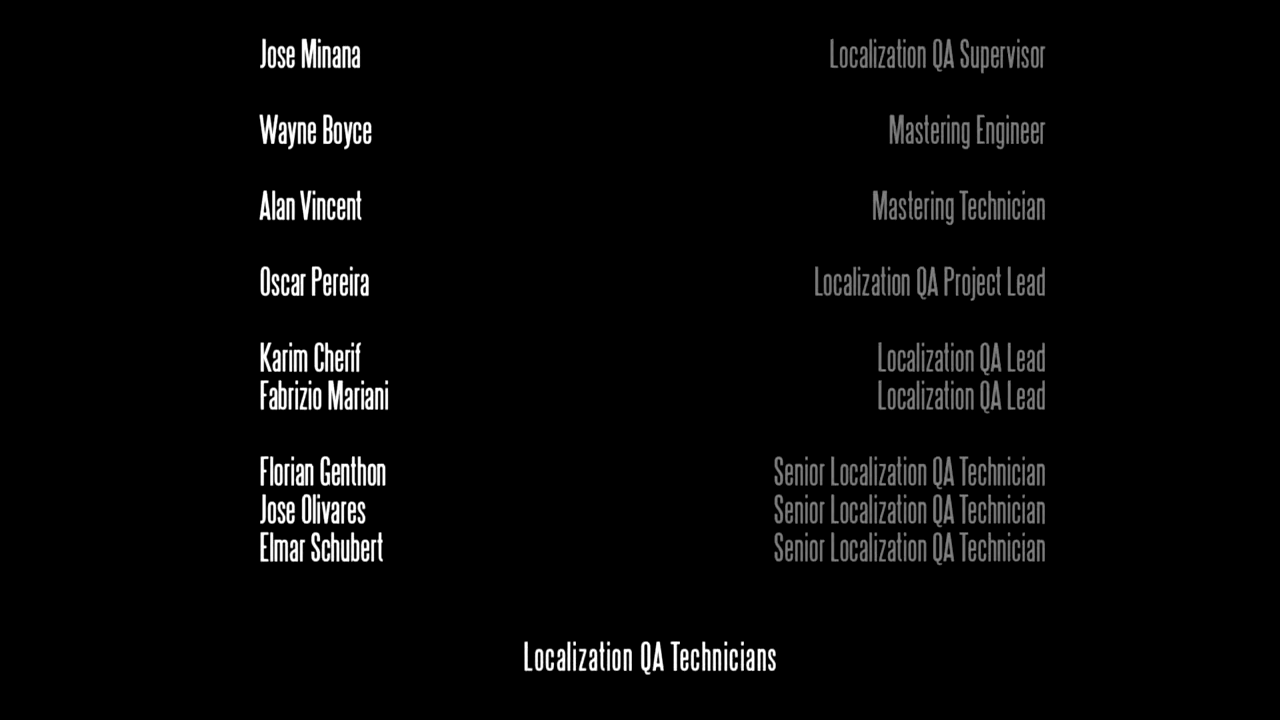 Jose Minana Localization QA Supervisor
Wayne Boyce Mastering Engineer
Alan Vincent Mastering Technician
Oscar Pereira Localization QA Project Lead
Karim Cherif Localization QA Lead
Fabrizio Mariani Localization QA Lead
Florian Genthon Senior Localization QA Technician
Jose Olivares Senior Localization QA Technician
Elmar Schubert Senior Localization QA Technician
Localization QA Technicians